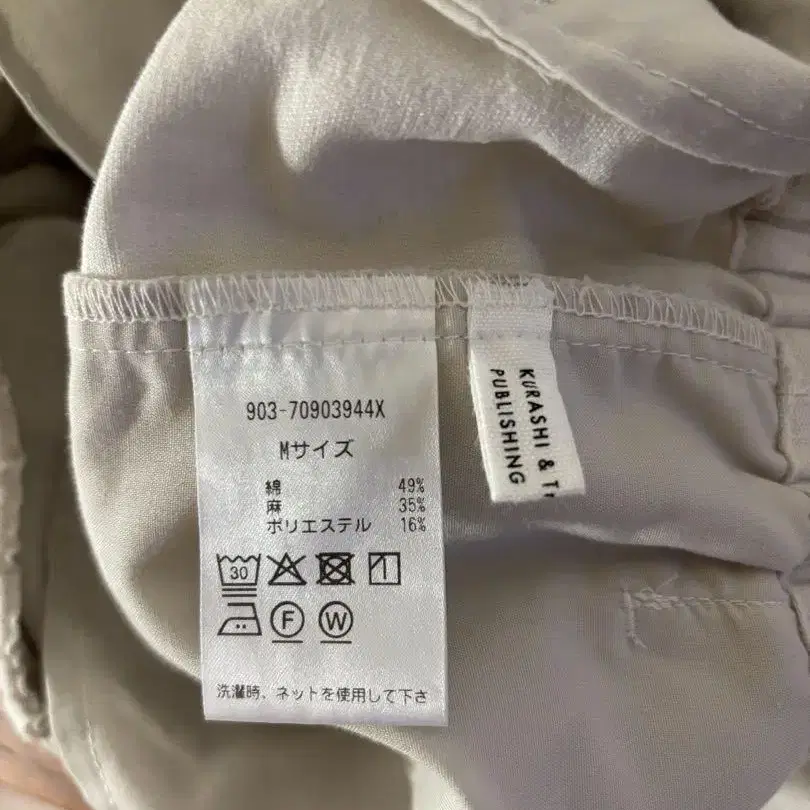 903-70903944X
Mサイズ
綿 49%
麻 35%
ポリエステル 16%
30
F W
洗濯時、ネットを使用して下さ
KURASHI &
PUBLISHING